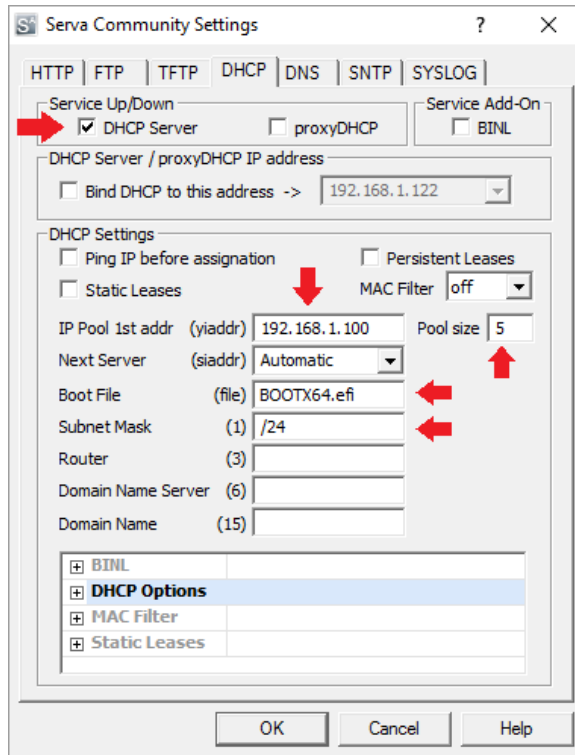 Serva Community Settings ? X
HTTP FTP TFTP DHCP DNS SNTP SYSLOG
Service Up/Down Service Add-On
DHCP Server proxyDHCP BINL
DHCP Server / proxyDHCP IP address
Bind DHCP to this address -> 192.168.1.122
DHCP Settings
Ping IP before assignation Persistent Leases
Static Leases MAC Filter off
IP Pool 1st addr (yiaddr) 192.168.1.100 Pool size 5
Next Server (siaddr) Automatic
Boot File (file) BOOTX64.efi
Subnet Mask (1) /24
Router (3)
Domain Name Server (6)
Domain Name (15)
BINL
DHCP Options
MAC Filter
Static Leases
OK Cancel Help